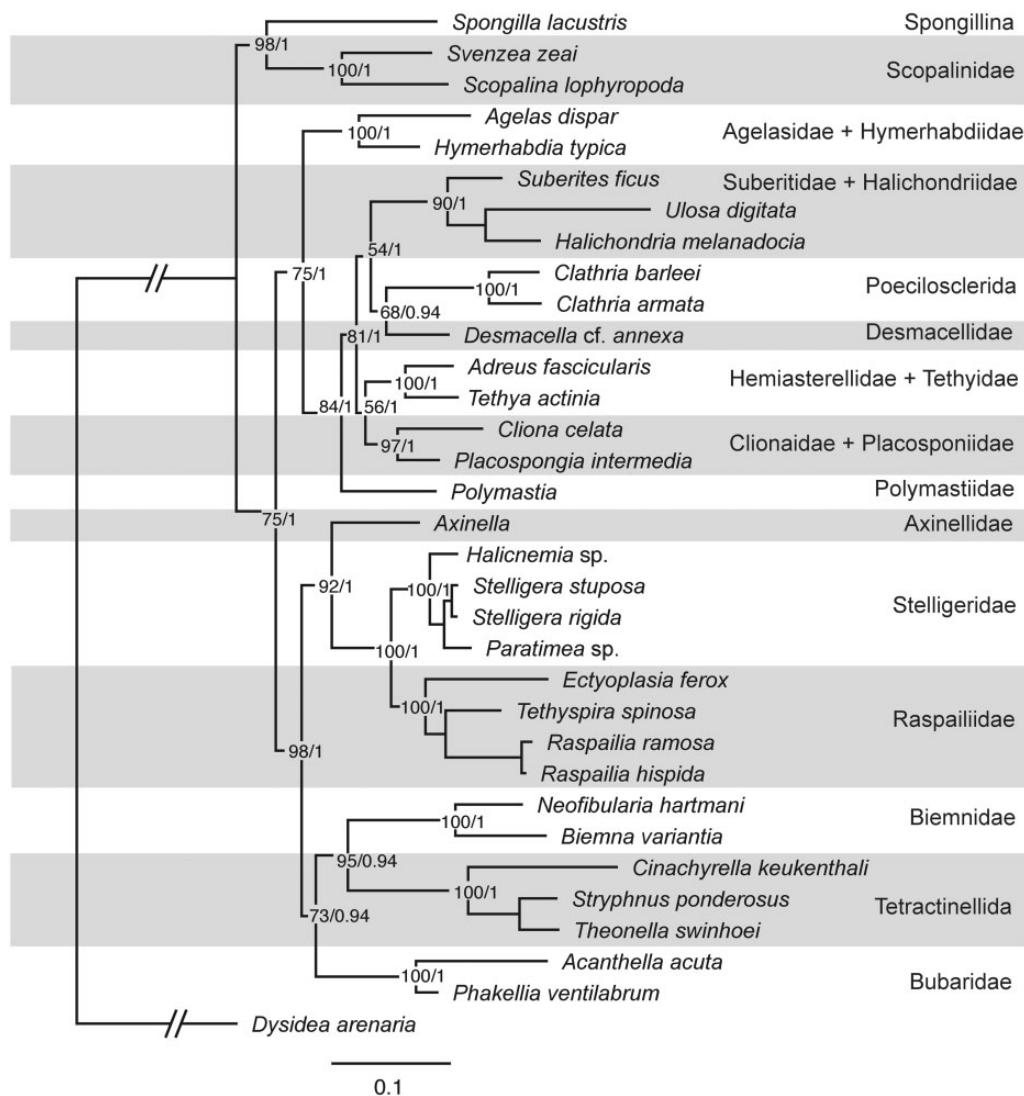 Spongilla lacustris Spongillina
98/1
Svenzea zeai
100/1 Scopalinidae
Scopalina lophyropoda
Agelas dispar
100/1 Agelasidae + Hymerhabdiidae
Hymerhabdia typica
Suberites ficus Suberitidae + Halichondriidae
90/1
Ulosa digitata
Halichondria melanadocia
54/1
Clathria barleei
75/1 100/1 Poecilosclerida
Clathria armata
68/0.94
81/1 Desmacella cf. annexa Desmacellidae
Adreus fascicularis
100/1 Hemiasterellidae + Tethyidae
Tethya actinia
84/1 56/1
Cliona celata
97/1 Clionaidae + Placosponiidae
Placospongia intermedia
Polymastia Polymastiidae
75/1
Axinella Axinellidae
Halicnemia sp.
92/1 100/1 Stelligera stuposa
Stelligeridae
Stelligera rigida
100/1 Paratimea sp.
Ectyoplasia ferox
100/1 Tethyspira spinosa
Raspailiidae
Raspailia ramosa
98/1
Raspailia hispida
Neofibularia hartmani
100/1 Biemnidae
Biemna variantia
95/0.94
Cinachyrella keukenthali
100/1 Stryphnus ponderosus
Tetractinellida
73/0.94
Theonella swinhoei
Acanthella acuta
100/1 Bubaridae
Phakellia ventilabrum
Dysidea arenaria
0.1